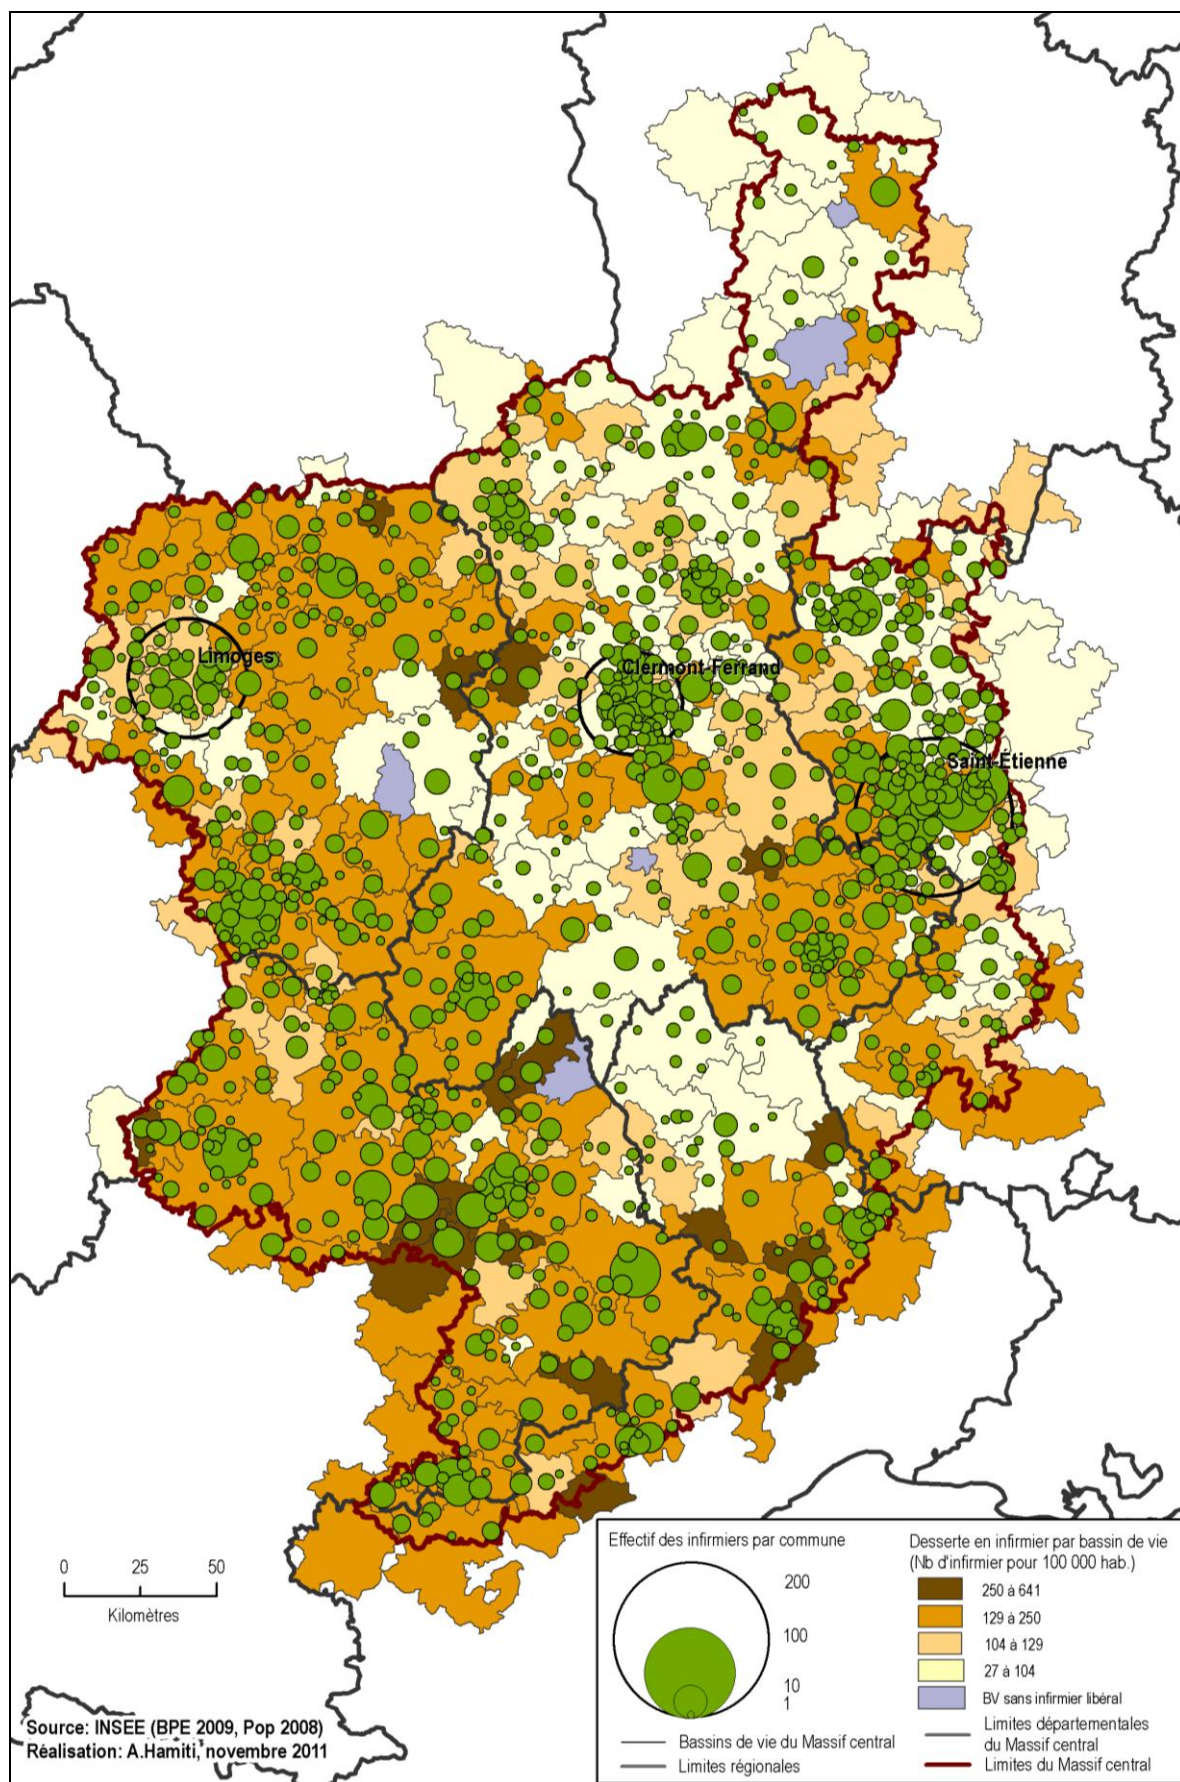 Limoges
Clermont-Ferrand
Saint-Étienne
0 25 50
Kilomètres
Source: INSEE (BPE 2009, Pop 2008)
Réalisation: A.Hamiti, novembre 2011
Effectif des infirmiers par commune
200
100
10
1
Bassins de vie du Massif central
Limites régionales
Desserte en infirmier par bassin de vie
(Nb d'infirmier pour 100 000 hab.)
250 à 641
129 à 250
104 à 129
27 à 104
BV sans infirmier libéral
Limites départementales
du Massif central
Limites du Massif central